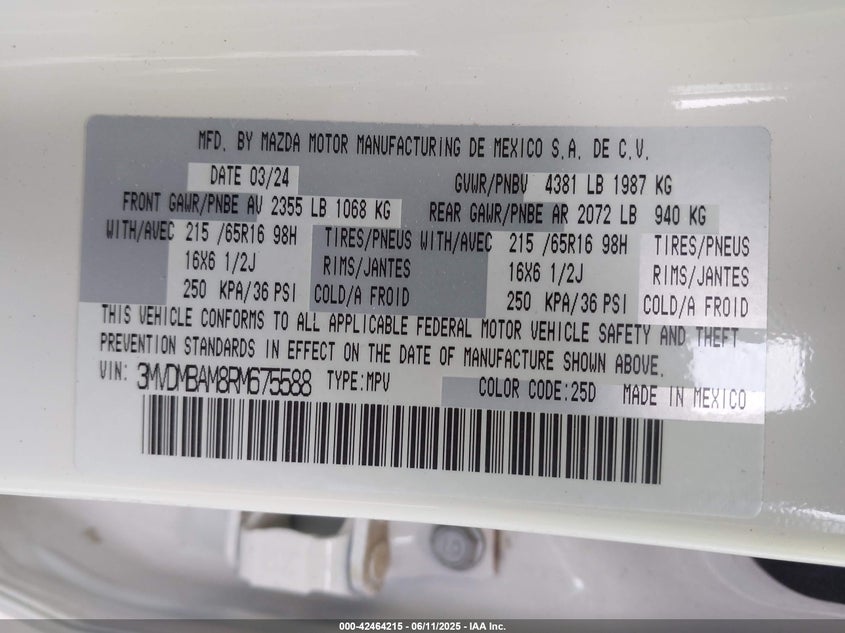 MFD. BY MAZDA MOTOR MANUFACTURING DE MEXICO S.A. DE C.V.
DATE 03/24 GVWR/PNBV 4381 LB 1987 KG
FRONT GAWR/PNBE AV 2355 LB 1068 KG REAR GAWR/PNBE AR 2072 LB 940 KG
WITH/AVEC 215 /65R16 98H TIRES/PNEUS WITH/AVEC 215 /65R16 98H TIRES/PNEUS
16X6 1/2J RIMS/JANTES 16X6 1/2J RIMS/JANTES
250 KPA/36 PSI COLD/A FROID 250 KPA/36 PSI COLD/A FROID
THIS VEHICLE CONFORMS TO ALL APPLICABLE FEDERAL MOTOR VEHICLE SAFETY AND THEFT
PREVENTION STANDARDS IN EFFECT ON THE DATE OF MANUFACTURE SHOWN ABOVE.
VIN: 3MVDMBAM8RM675588 TYPE:MPV COLOR CODE:25D MADE IN MEXICO
000-42464215 - 06/11/2025 - IAA Inc.